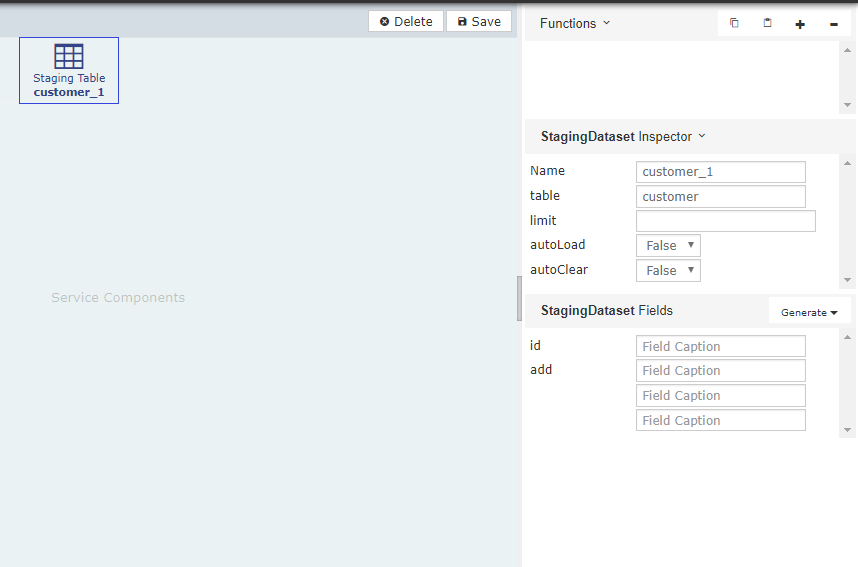 Delete
Save
Staging Table
customer_1
Service Components
Functions
StagingDataset Inspector
Name
customer_1
table
customer
limit
autoLoad
False
autoClear
False
StagingDataset Fields
Generate
id
Field Caption
add
Field Caption
Field Caption
Field Caption